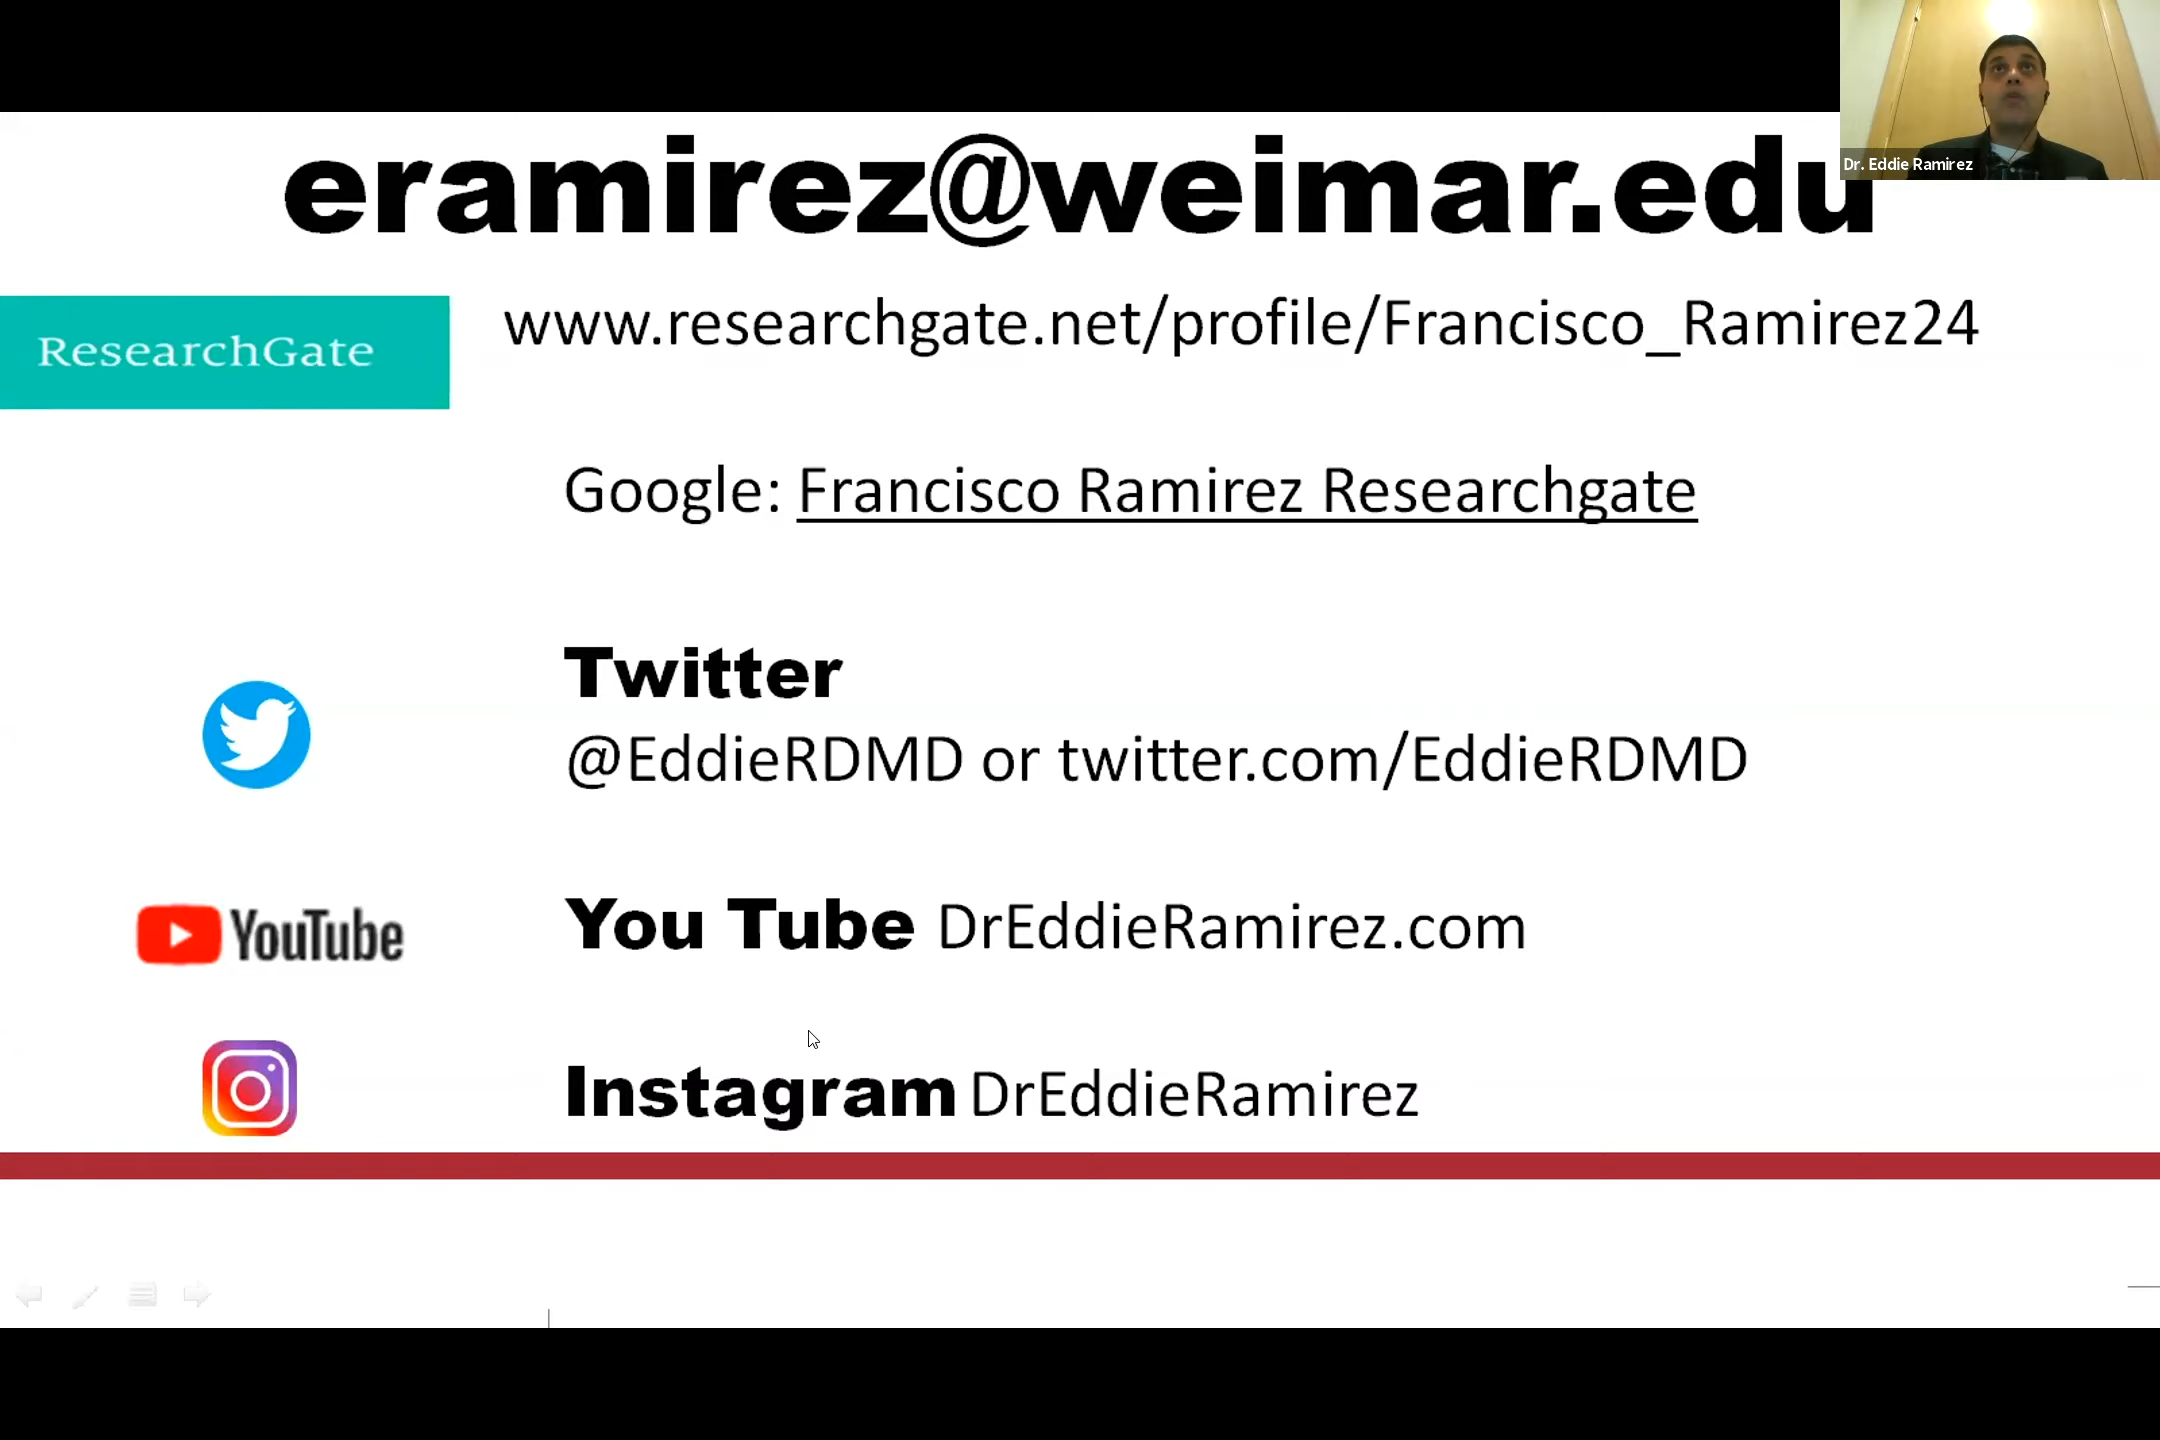 Dr. Eddie Ramirez
eramirez@weimar.edu
ResearchGate
www.researchgate.net/profile/Francisco_Ramirez24
Google: Francisco Ramirez Researchgate
Twitter
@EddieRDMD or twitter.com/EddieRDMD
YouTube
You Tube DrEddieRamirez.com
Instagram DrEddieRamirez